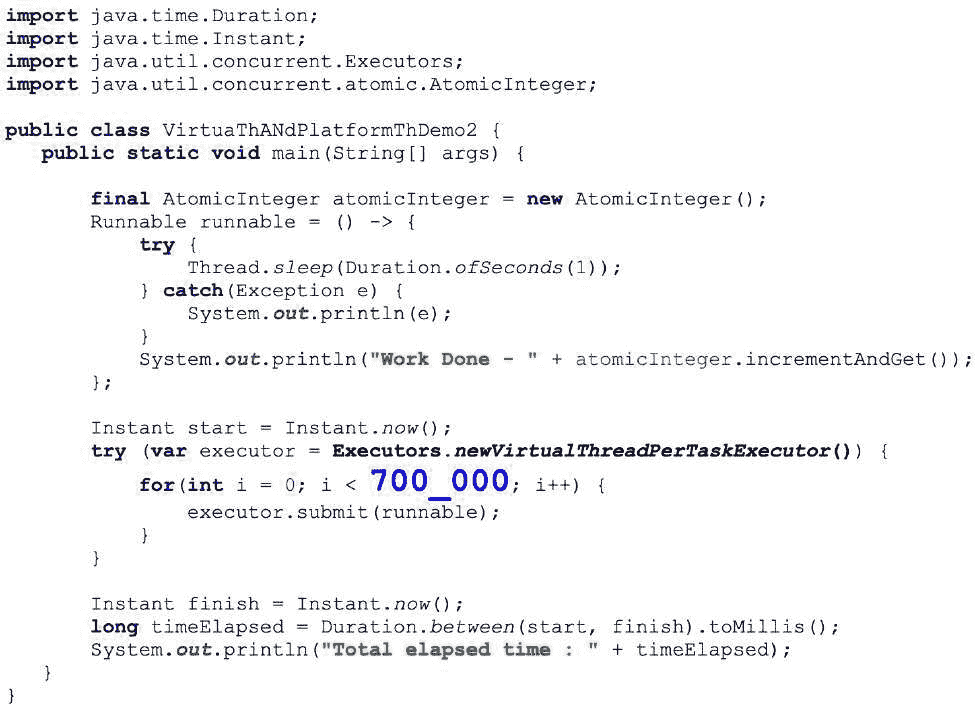 import java.time.Duration;
import java.time.Instant;
import java.util.concurrent.Executors;
import java.util.concurrent.atomic.AtomicInteger;

public class VirtuaThANdPlatformThDemo2 {
   public static void main(String[] args) {

       final AtomicInteger atomicInteger = new AtomicInteger();
       Runnable runnable = () -> {
           try {
               Thread.sleep(Duration.ofSeconds(1));
           } catch(Exception e) {
               System.out.println(e);
           }
           System.out.println("Work Done - " + atomicInteger.incrementAndGet());
       };

       Instant start = Instant.now();
       try (var executor = Executors.newVirtualThreadPerTaskExecutor()) {
           for(int i = 0; i < 700_000; i++) {
               executor.submit(runnable);
           }
       }

       Instant finish = Instant.now();
       long timeElapsed = Duration.between(start, finish).toMillis();
       System.out.println("Total elapsed time : " + timeElapsed);
   }
}